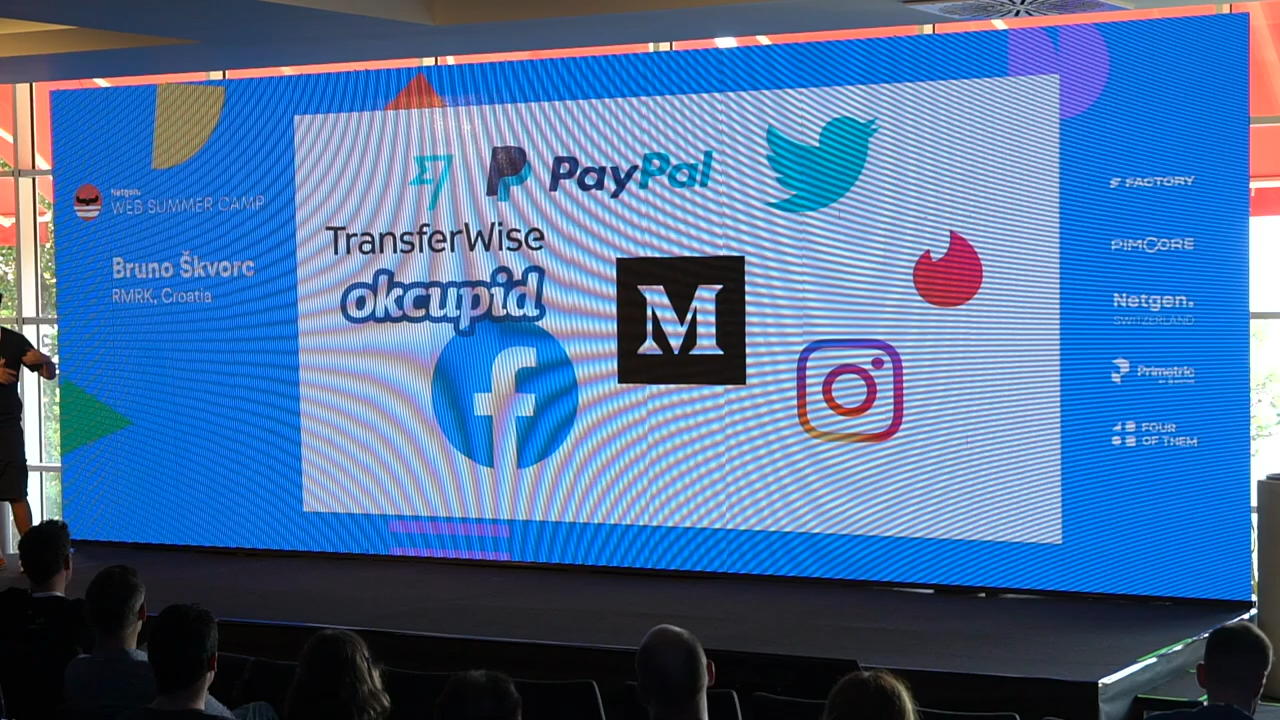 Netgen.
WEB SUMMER CAMP
Bruno Škvorc
RMRK, Croatia
PayPal
TransferWise
okcupid
M
FACTORY
PIMCORE
Netgen.
SWITZERLAND
Primetric
FOUR
OF THEM